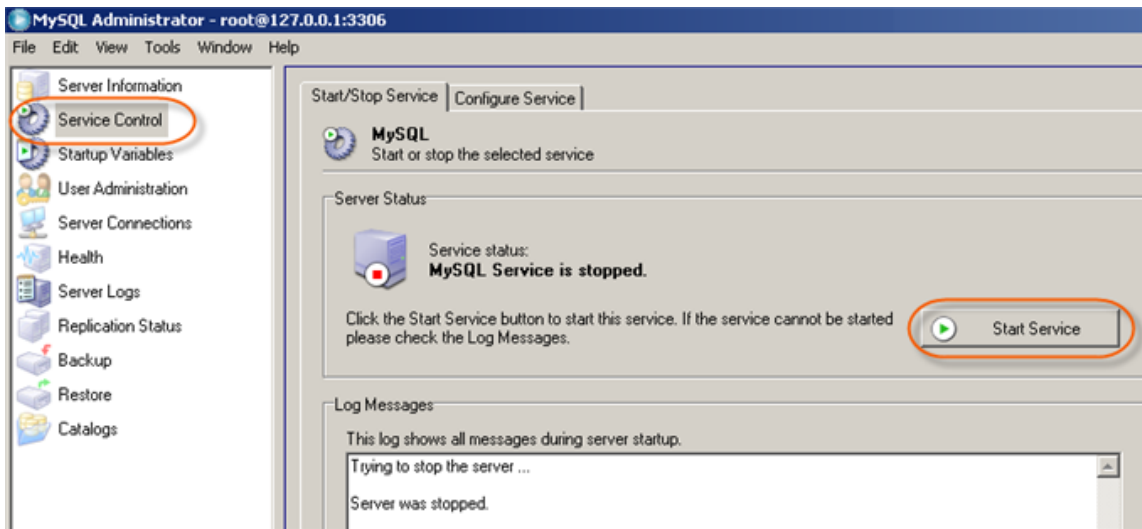 MySQL Administrator - root@127.0.0.1:3306
File Edit View Tools Window Help
Server Information
Service Control
Startup Variables
User Administration
Server Connections
Health
Server Logs
Replication Status
Backup
Restore
Catalogs
Start/Stop Service Configure Service
MySQL
Start or stop the selected service
Server Status
Service status:
MySQL Service is stopped.
Click the Start Service button to start this service. If the service cannot be started
please check the Log Messages.
Start Service
Log Messages
This log shows all messages during server startup.
Trying to stop the server ...
Server was stopped.